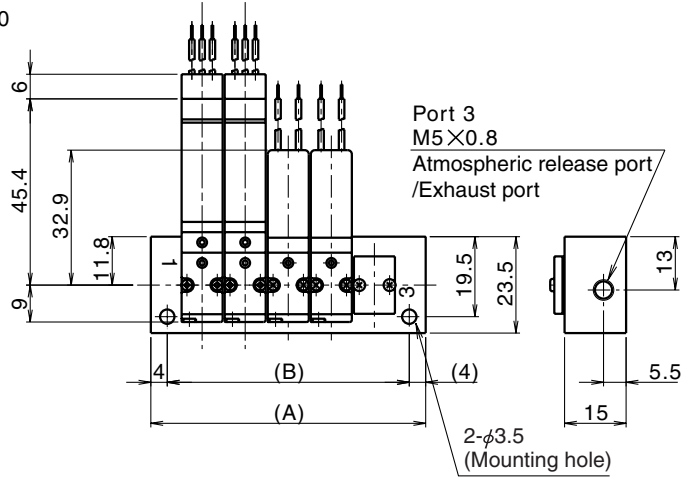 0
6
45.4
32.9
11.8
9
1
3
Port 3
M5×0.8
Atmospheric release port
/Exhaust port
19.5
23.5
13
4
(B)
(4)
(A)
5.5
15
2-φ3.5
(Mounting hole)